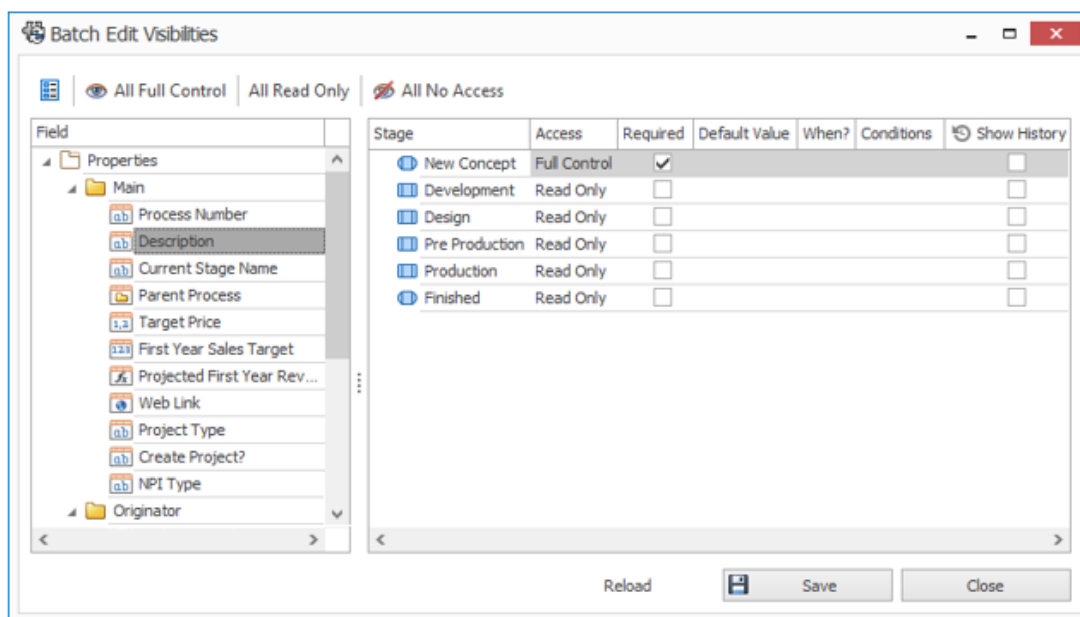 Batch Edit Visibilities
All Full Control All Read Only All No Access
Field
Properties
Main
Process Number
Description
Current Stage Name
Parent Process
Target Price
First Year Sales Target
Projected First Year Rev...
Web Link
Project Type
Create Project?
NPI Type
Originator
Stage Access Required Default Value When? Conditions Show History
New Concept Full Control
Development Read Only
Design Read Only
Pre Production Read Only
Production Read Only
Finished Read Only
Reload Save Close